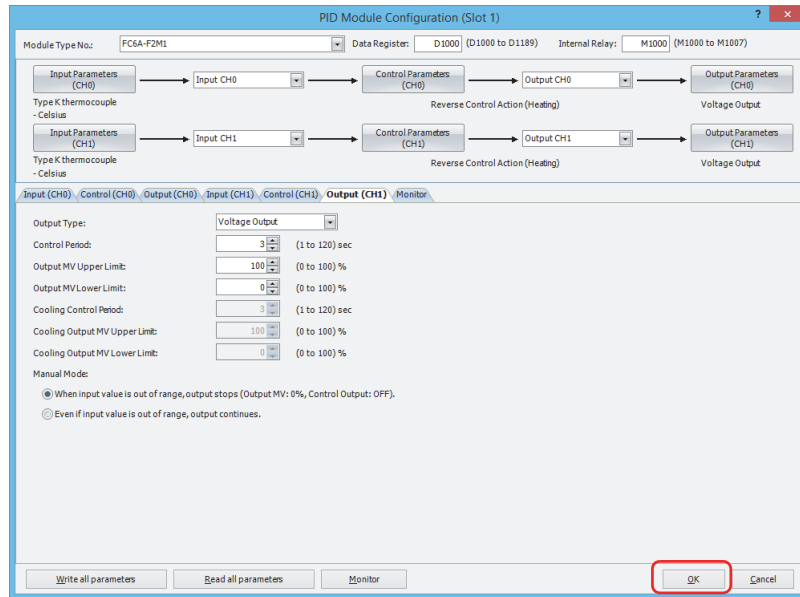 PID Module Configuration (Slot 1)
? x
Module Type No.: FC6A-F2M1 Data Register: D1000 (D1000 to D1189) Internal Relay: M1000 (M1000 to M1007)
Input Parameters
(CH0)
Input CH0
Control Parameters
(CH0)
Output CH0
Output Parameters
(CH0)
Type K thermocouple
- Celsius
Reverse Control Action (Heating)
Voltage Output
Input Parameters
(CH1)
Input CH1
Control Parameters
(CH1)
Output CH1
Output Parameters
(CH1)
Type K thermocouple
- Celsius
Reverse Control Action (Heating)
Voltage Output
Input (CH0) Control (CH0) Output (CH0) Input (CH1) Control (CH1) Output (CH1) Monitor
Output Type: Voltage Output
Control Period: 3 (1 to 120) sec
Output MV Upper Limit: 100 (0 to 100) %
Output MV Lower Limit: 0 (0 to 100) %
Cooling Control Period: 3 (1 to 120) sec
Cooling Output MV Upper Limit: 100 (0 to 100) %
Cooling Output MV Lower Limit: 0 (0 to 100) %
Manual Mode:
When input value is out of range, output stops (Output MV: 0%, Control Output: OFF).
Even if input value is out of range, output continues.
Write all parameters Read all parameters Monitor OK Cancel